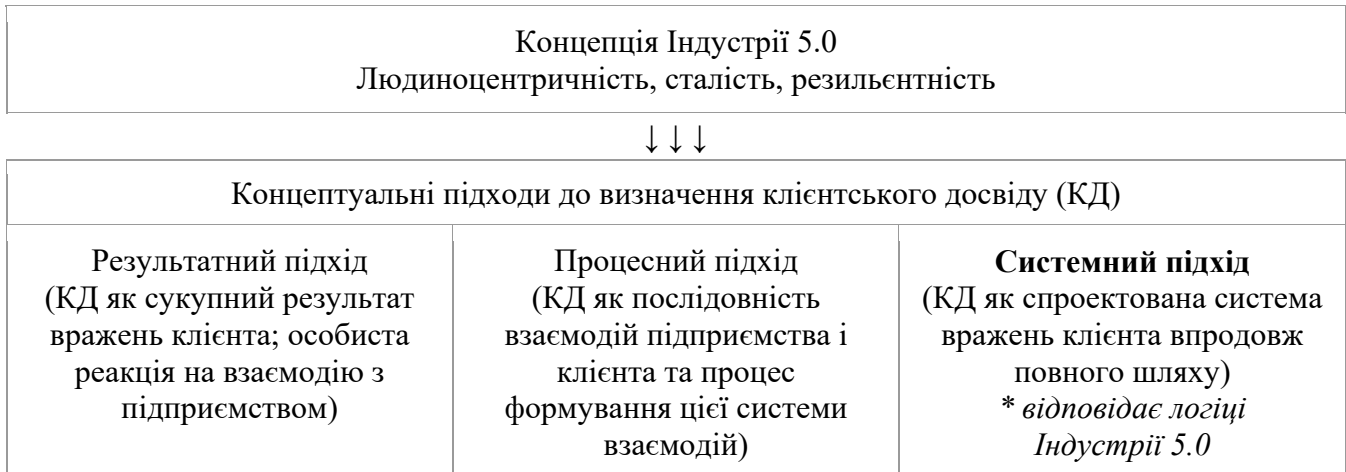 Концепція Індустрії 5.0
Людиноцентричність, сталість, резильєнтність
↓↓↓
Концептуальні підходи до визначення клієнтського досвіду (КД)
Результатний підхід
(КД як сукупний результат
вражень клієнта; особиста
реакція на взаємодію з
підприємством)
Процесний підхід
(КД як послідовність
взаємодій підприємства і
клієнта та процес
формування цієї системи
взаємодій)
Системний підхід
(КД як спроектована система
вражень клієнта впродовж
повного шляху)
* відповідає логіці
Індустрії 5.0